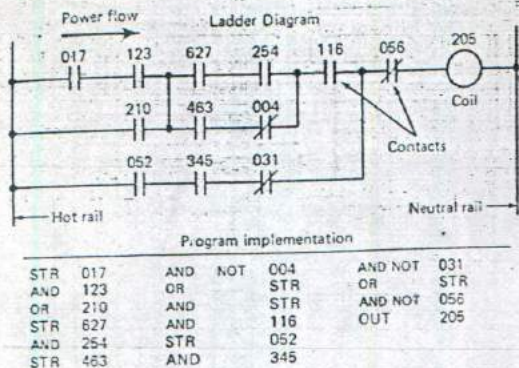 Power flow
Ladder Diagram
017 123 627 254 116 056 205
Coil
210 463 004
Contacts
052 345 031
Hot rail
Neutral rail
Program implementation
STR 017 AND NOT 004 AND NOT 031
AND 123 OR STR OR STR
OR 210 AND STR AND NOT 056
STR 627 AND 116 OUT 205
AND 254 STR 052
STR 463 AND 345